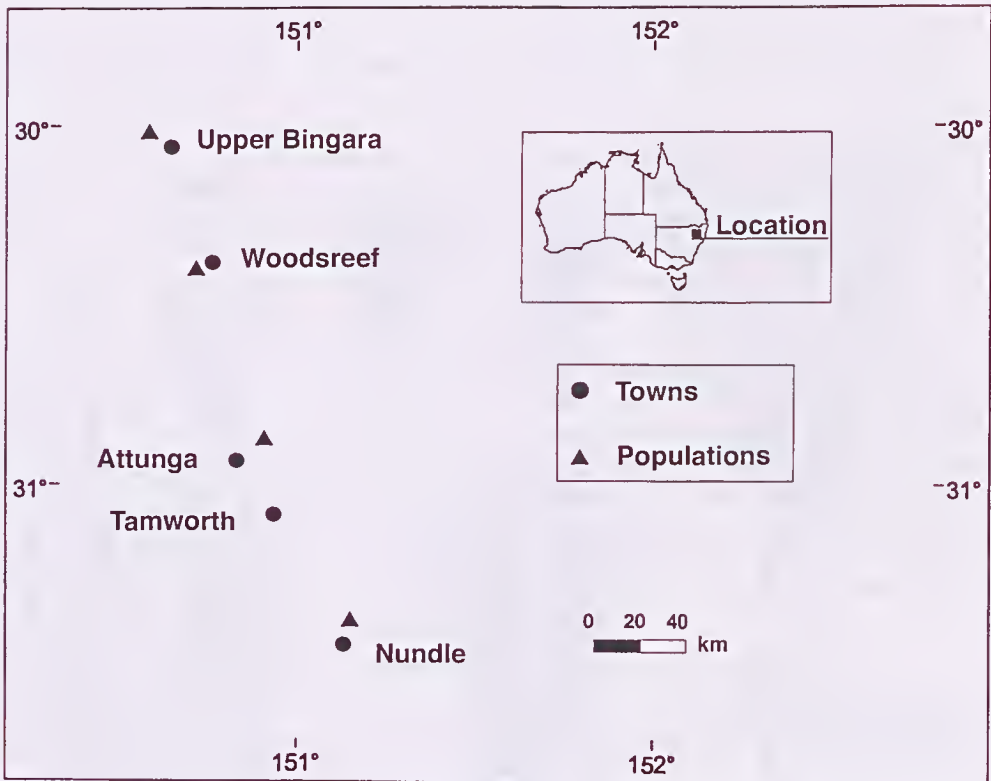 151° 152°
30° 30°
Upper Bingara
Location
Woodsreef
Towns
Populations
Attunga
31° 31°
Tamworth
0 20 40
km
Nundle
151° 152°